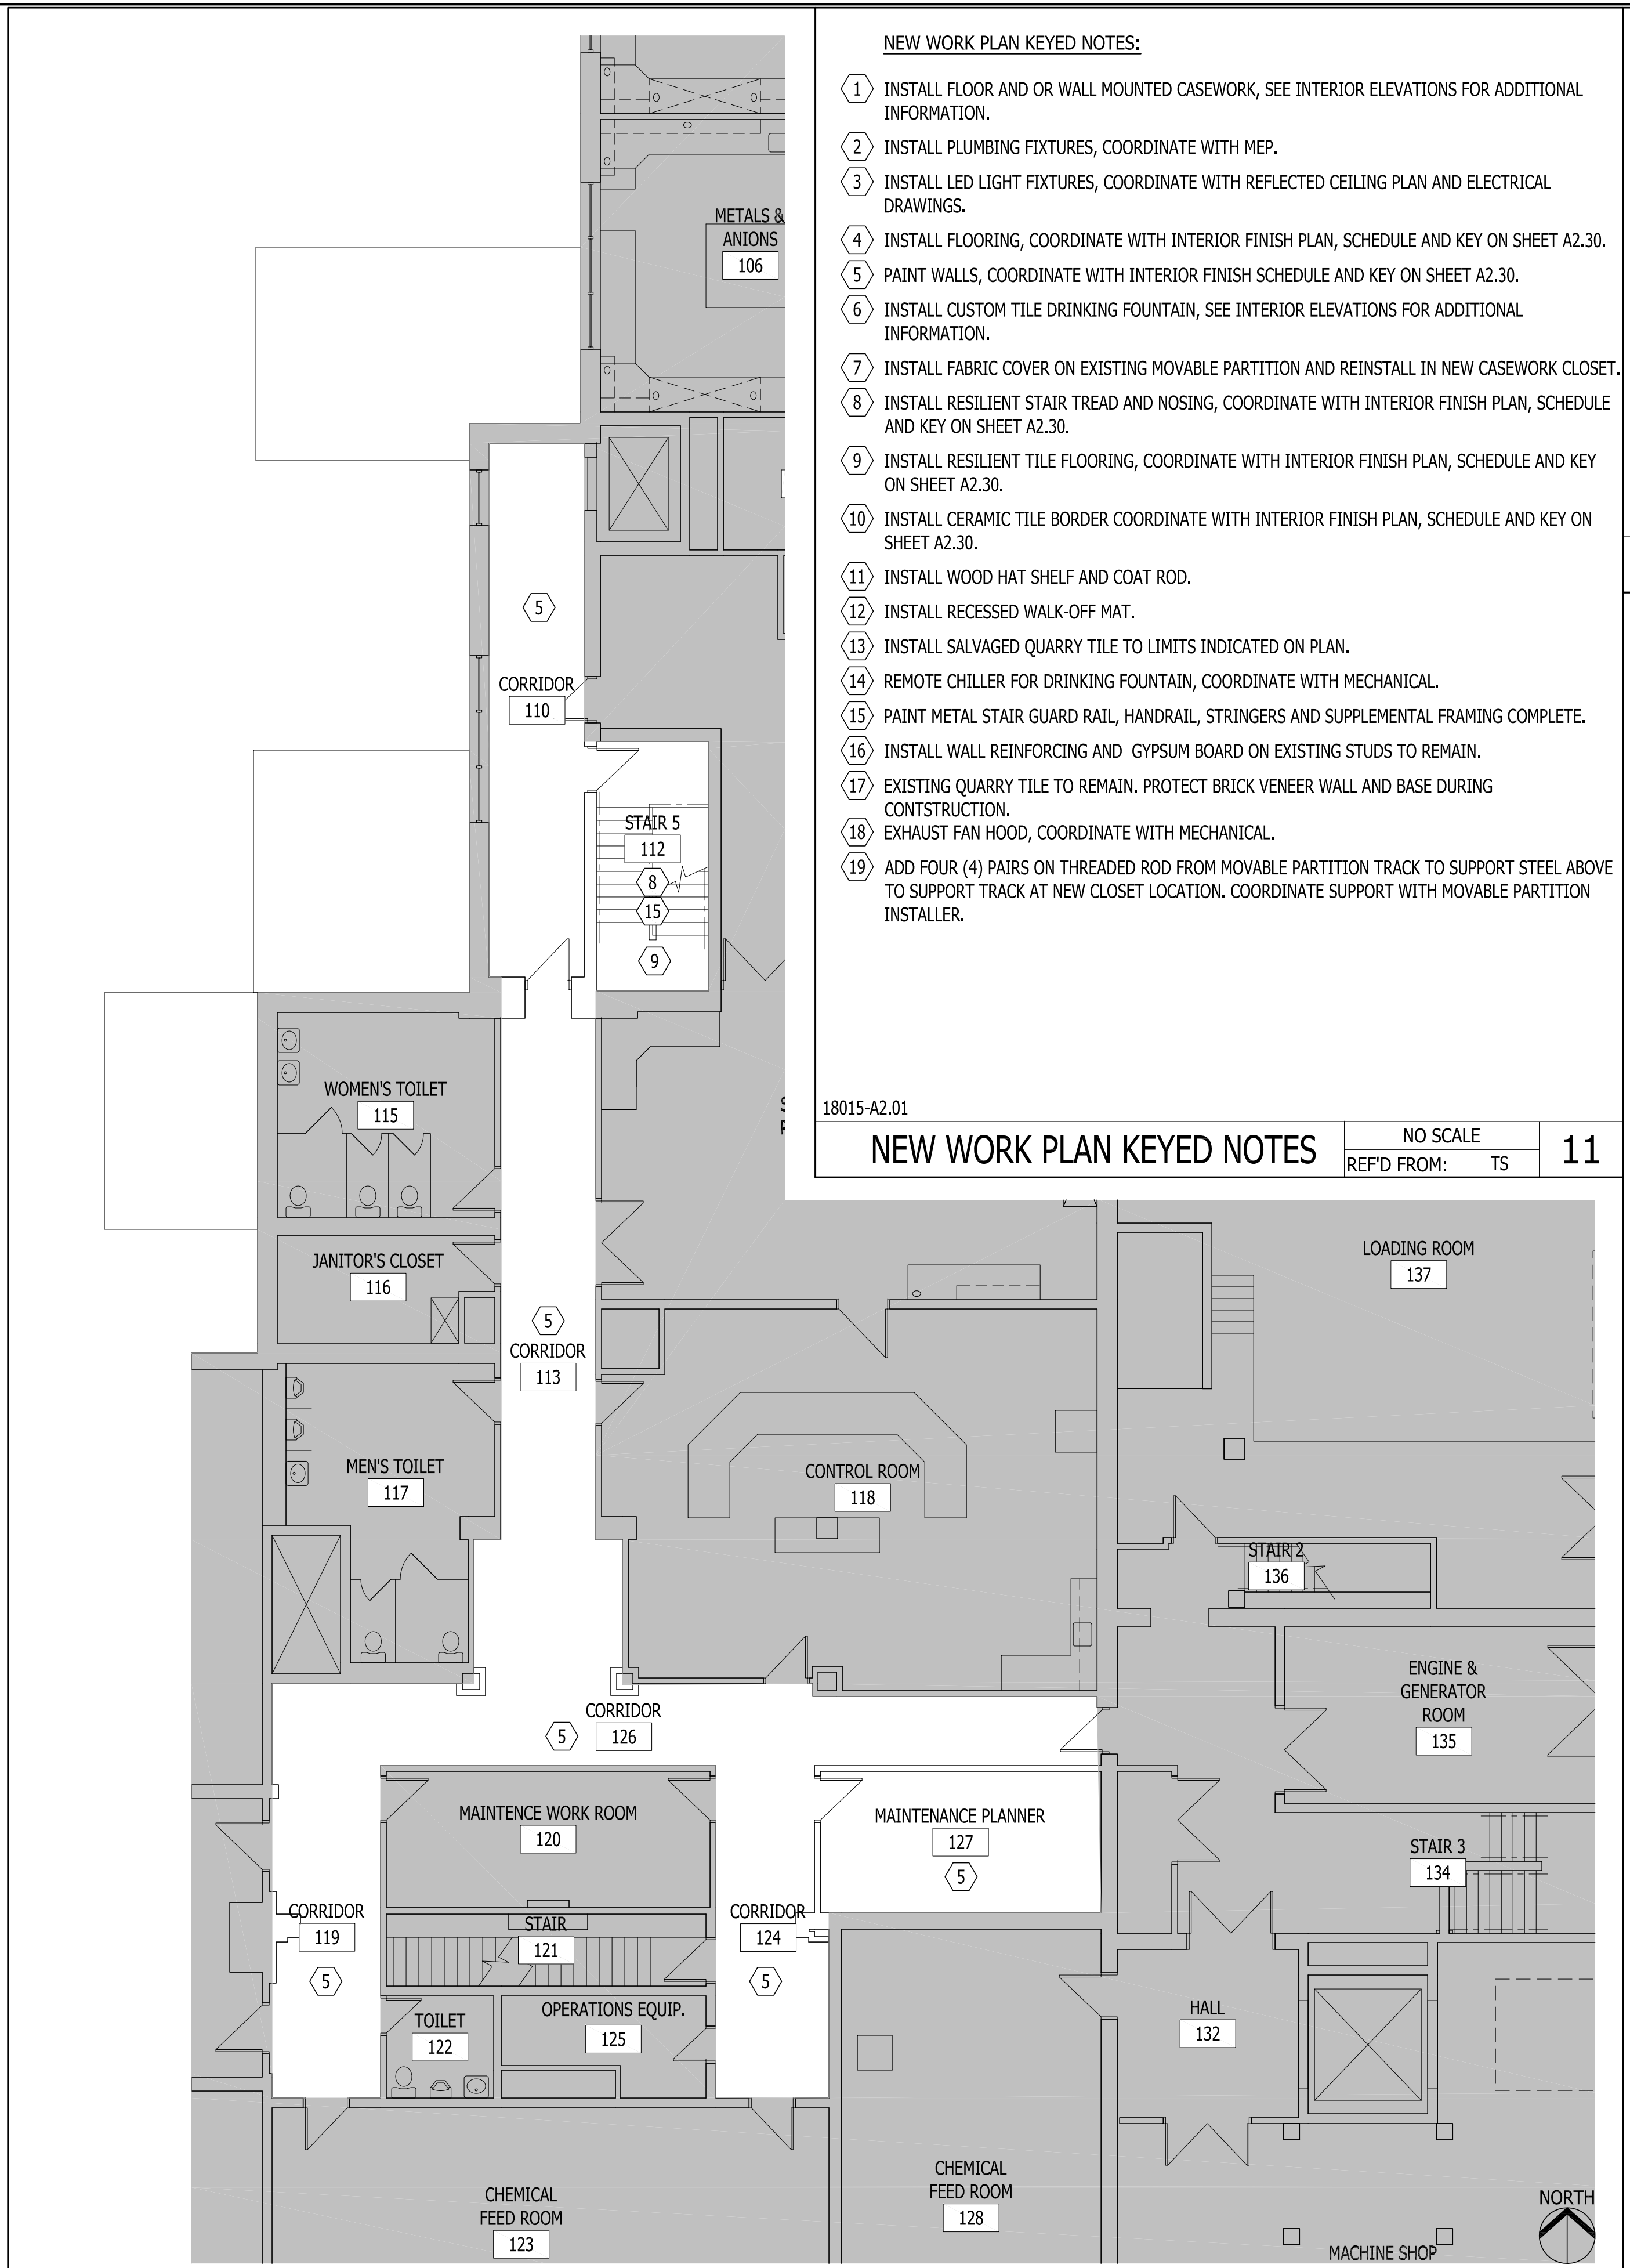 NEW WORK PLAN KEYED NOTES:
1 INSTALL FLOOR AND OR WALL MOUNTED CASEWORK, SEE INTERIOR ELEVATIONS FOR ADDITIONAL
INFORMATION.
2 INSTALL PLUMBING FIXTURES, COORDINATE WITH MEP.
3 INSTALL LED LIGHT FIXTURES, COORDINATE WITH REFLECTED CEILING PLAN AND ELECTRICAL
DRAWINGS.
4 INSTALL FLOORING, COORDINATE WITH INTERIOR FINISH PLAN, SCHEDULE AND KEY ON SHEET A2.30.
5 PAINT WALLS, COORDINATE WITH INTERIOR FINISH SCHEDULE AND KEY ON SHEET A2.30.
6 INSTALL CUSTOM TILE DRINKING FOUNTAIN, SEE INTERIOR ELEVATIONS FOR ADDITIONAL
INFORMATION.
7 INSTALL FABRIC COVER ON EXISTING MOVABLE PARTITION AND REINSTALL IN NEW CASEWORK CLOSET.
8 INSTALL RESILIENT STAIR TREAD AND NOSING, COORDINATE WITH INTERIOR FINISH PLAN, SCHEDULE
AND KEY ON SHEET A2.30.
9 INSTALL RESILIENT TILE FLOORING, COORDINATE WITH INTERIOR FINISH PLAN, SCHEDULE AND KEY
ON SHEET A2.30.
10 INSTALL CERAMIC TILE BORDER COORDINATE WITH INTERIOR FINISH PLAN, SCHEDULE AND KEY ON
SHEET A2.30.
11 INSTALL WOOD HAT SHELF AND COAT ROD.
12 INSTALL RECESSED WALK-OFF MAT.
13 INSTALL SALVAGED QUARRY TILE TO LIMITS INDICATED ON PLAN.
14 REMOTE CHILLER FOR DRINKING FOUNTAIN, COORDINATE WITH MECHANICAL.
15 PAINT METAL STAIR GUARD RAIL, HANDRAIL, STRINGERS AND SUPPLEMENTAL FRAMING COMPLETE.
16 INSTALL WALL REINFORCING AND GYPSUM BOARD ON EXISTING STUDS TO REMAIN.
17 EXISTING QUARRY TILE TO REMAIN. PROTECT BRICK VENEER WALL AND BASE DURING
CONTSTRUCTION.
18 EXHAUST FAN HOOD, COORDINATE WITH MECHANICAL.
19 ADD FOUR (4) PAIRS ON THREADED ROD FROM MOVABLE PARTITION TRACK TO SUPPORT STEEL ABOVE
TO SUPPORT TRACK AT NEW CLOSET LOCATION. COORDINATE SUPPORT WITH MOVABLE PARTITION
INSTALLER.
18015-A2.01
NEW WORK PLAN KEYED NOTES
NO SCALE
REF'D FROM: TS
11
METALS &
ANIONS
106
5
CORRIDOR
110
STAIR 5
112
8
15
9
WOMEN'S TOILET
115
JANITOR'S CLOSET
116
5
CORRIDOR
113
MEN'S TOILET
117
CONTROL ROOM
118
LOADING ROOM
137
STAIR 2
136
ENGINE &
GENERATOR
ROOM
135
CORRIDOR
5 126
MAINTENCE WORK ROOM
120
MAINTENANCE PLANNER
127
5
STAIR 3
134
CORRIDOR
119
5
STAIR
121
CORRIDOR
124
5
TOILET
122
OPERATIONS EQUIP.
125
HALL
132
CHEMICAL
FEED ROOM
123
CHEMICAL
FEED ROOM
128
NORTH
MACHINE SHOP